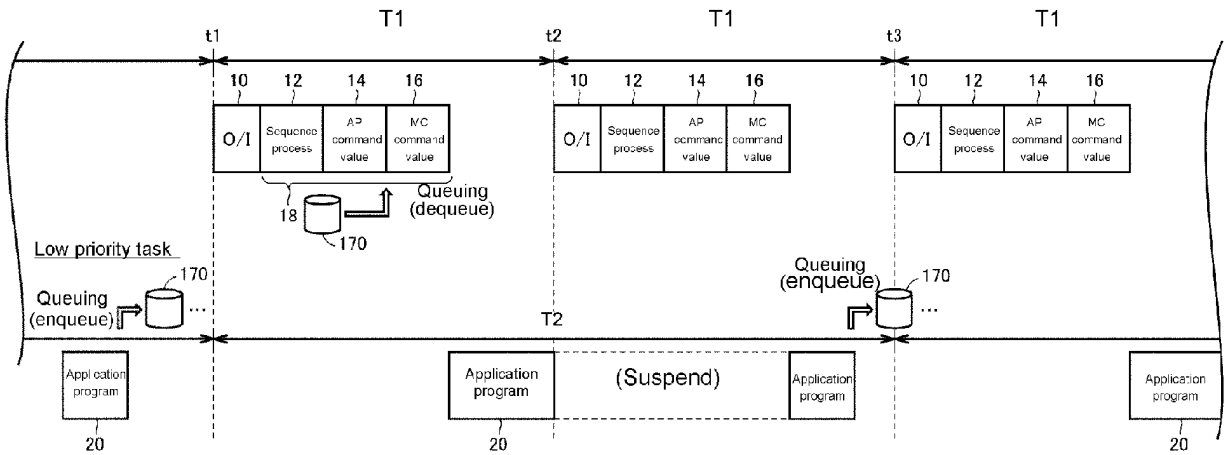 T1 T1 T1
t1 t2 t3
10 12 14 16 10 12 14 16 10 12 14 16
O/I Sequence process AP command value MC command value O/I Sequence process AP command value MC command value O/I Sequence process AP command value MC command value
18 Queuing (dequeue)
170
Low priority task
170 Queuing (enqueue) 170
Queuing (enqueue) ... ...
T2
Application program Application program (Suspend) Application program Application program
20 20 20